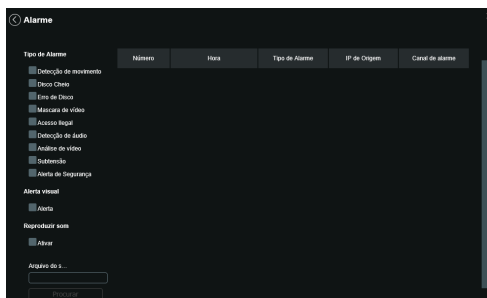 Alarme
Tipo de Alarme
Detecção de movimento
Disco Cheio
Erro de Disco
Mascara de vídeo
Acesso Ilegal
Detecção de áudio
Análise de vídeo
Subtensão
Alerta de Segurança
Alerta visual
Alerta
Reproduzir som
Ativar
Arquivo do s...
Procurar
Número Hora Tipo de Alarme IP de Origem Canal de alarme